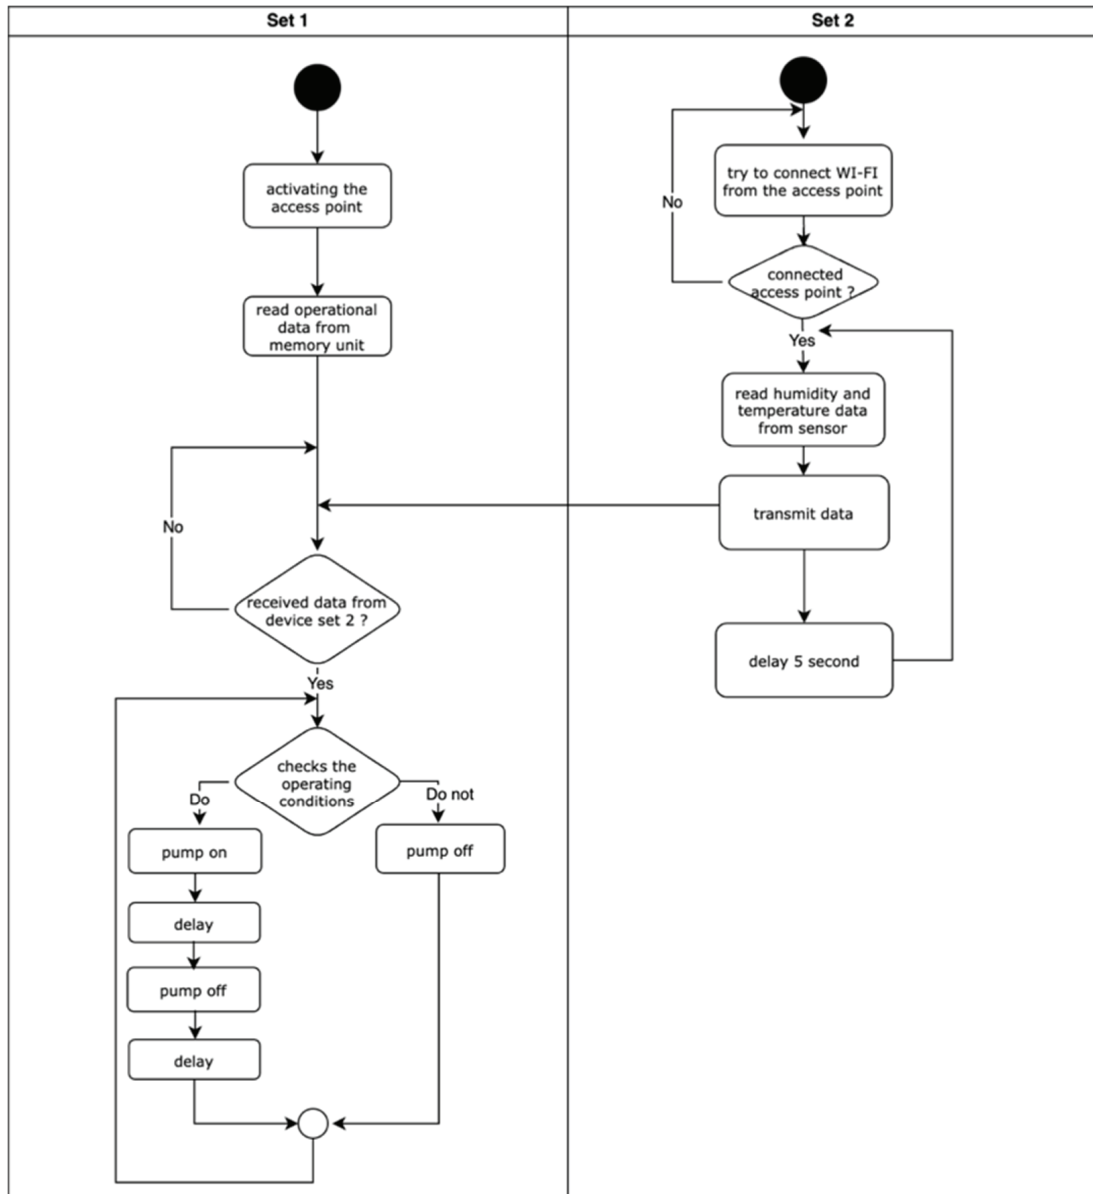 Set 1
activating the
access point
read operational
data from
memory unit
No
received data from
device set 2 ?
Yes
checks the
operating
conditions
Do
Do not
pump on
pump off
delay
pump off
delay
Set 2
try to connect WI-FI
from the access point
No
connected
access point ?
Yes
read humidity and
temperature data
from sensor
transmit data
delay 5 second